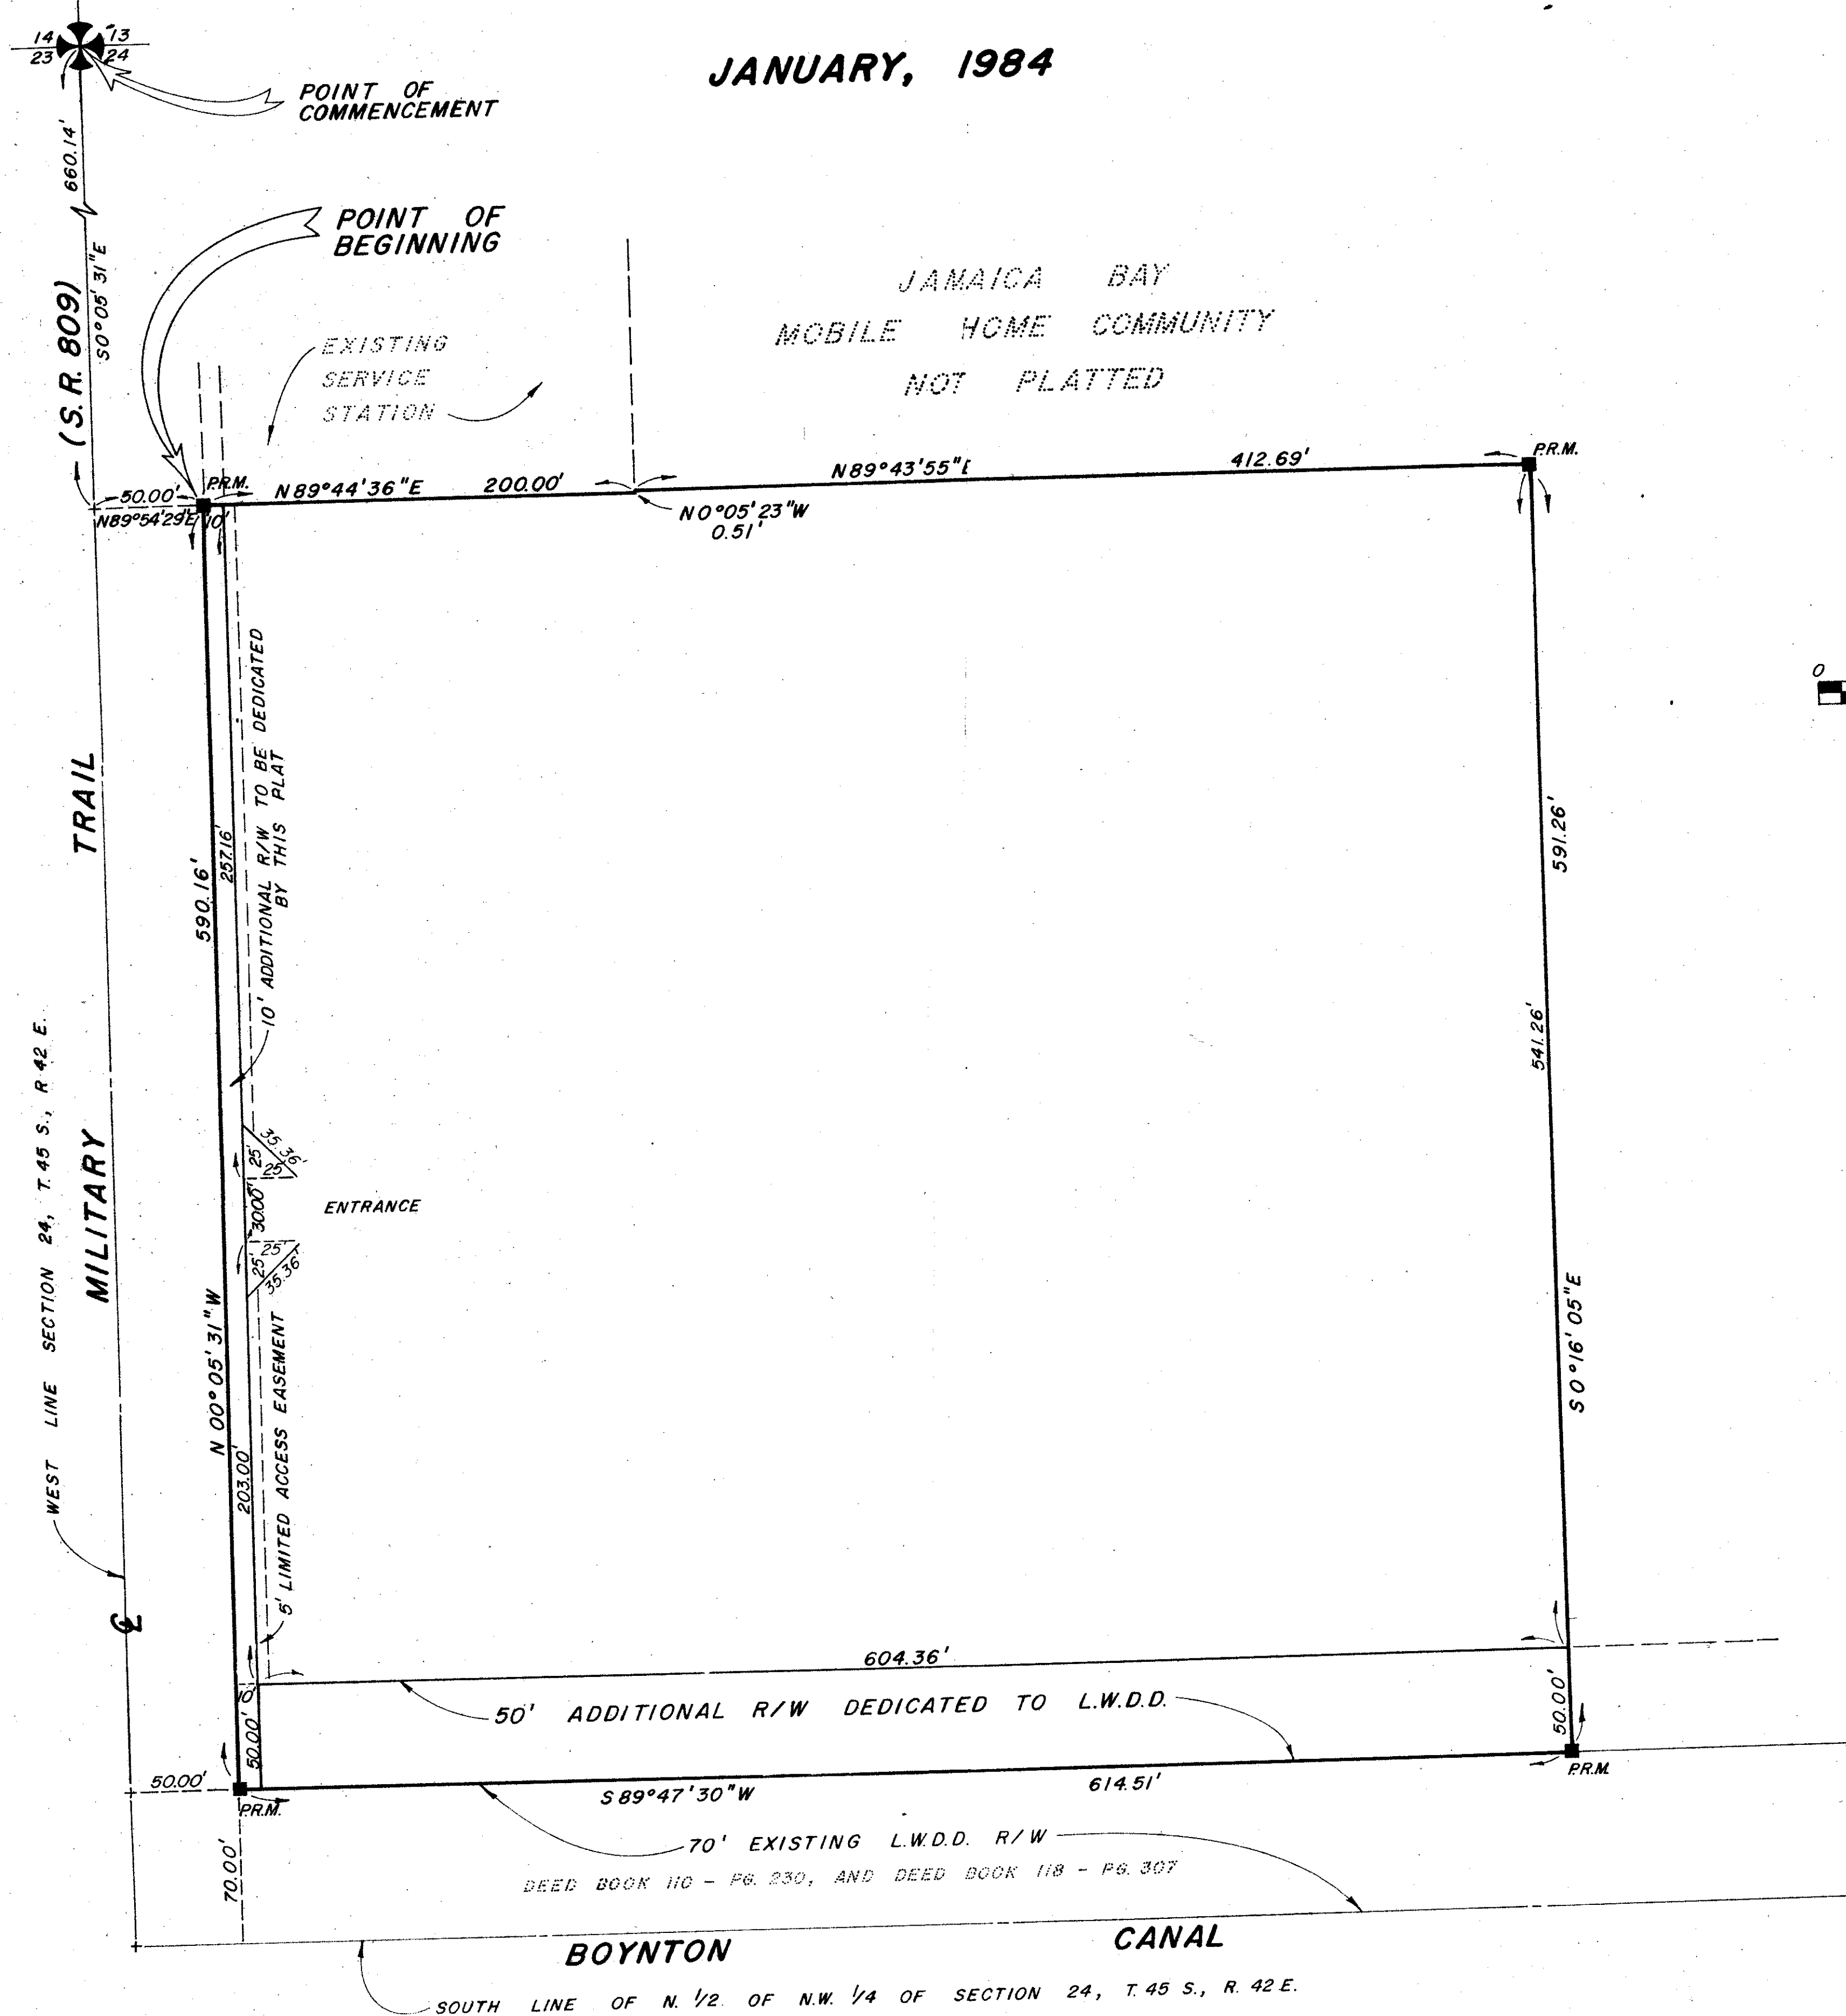 JANUARY, 1984
14 13
23 24
POINT OF
COMMENCEMENT
660.14'
S0°05'31"E
POINT OF
BEGINNING
(S. R. 809)
EXISTING
SERVICE
STATION
JAMAICA BAY
MOBILE HOME COMMUNITY
NOT PLATTED
P.R.M.
50.00'
N89°54'29"E
10'
N89°44'36"E 200.00'
N0°05'23"W
0.51'
N89°43'55"E 412.69'
P.R.M.
0
TRAIL
MILITARY
WEST LINE SECTION 24, T. 45 S., R 42 E.
590.16'
257.16'
10' ADDITIONAL R/W TO BE DEDICATED
BY THIS PLAT
591.26'
541.26'
35.36'
25'
25'
30.00'
ENTRANCE
25'
25'
35.36'
N 00°05'31"W
203.00'
5' LIMITED ACCESS EASEMENT
S0°16'05"E
604.36'
10'
50.00'
50' ADDITIONAL R/W DEDICATED TO L.W.D.D.
50.00'
50.00'
P.R.M.
S89°47'30"W 614.51'
P.R.M.
70.00'
70' EXISTING L.W.D.D. R/W
DEED BOOK 110 - PG. 230, AND DEED BOOK 118 - PG. 307
BOYNTON CANAL
SOUTH LINE OF N. 1/2 OF N.W. 1/4 OF SECTION 24, T. 45 S., R. 42 E.